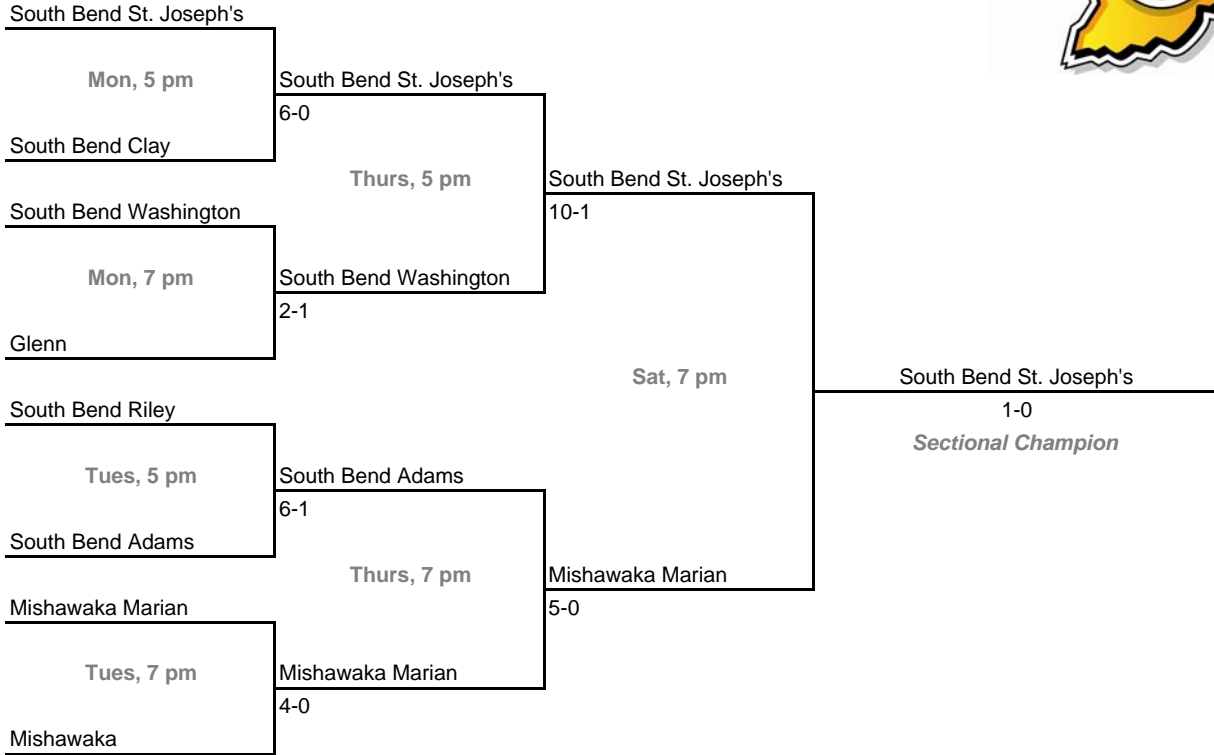 South Bend St. Joseph's
Mon, 5 pm
South Bend St. Joseph's
6-0
South Bend Clay
Thurs, 5 pm
South Bend St. Joseph's
10-1
South Bend Washington
Mon, 7 pm
South Bend Washington
2-1
Glenn
Sat, 7 pm
South Bend St. Joseph's
1-0
Sectional Champion
South Bend Riley
Tues, 5 pm
South Bend Adams
6-1
South Bend Adams
Thurs, 7 pm
Mishawaka Marian
5-0
Mishawaka Marian
Tues, 7 pm
Mishawaka Marian
4-0
Mishawaka